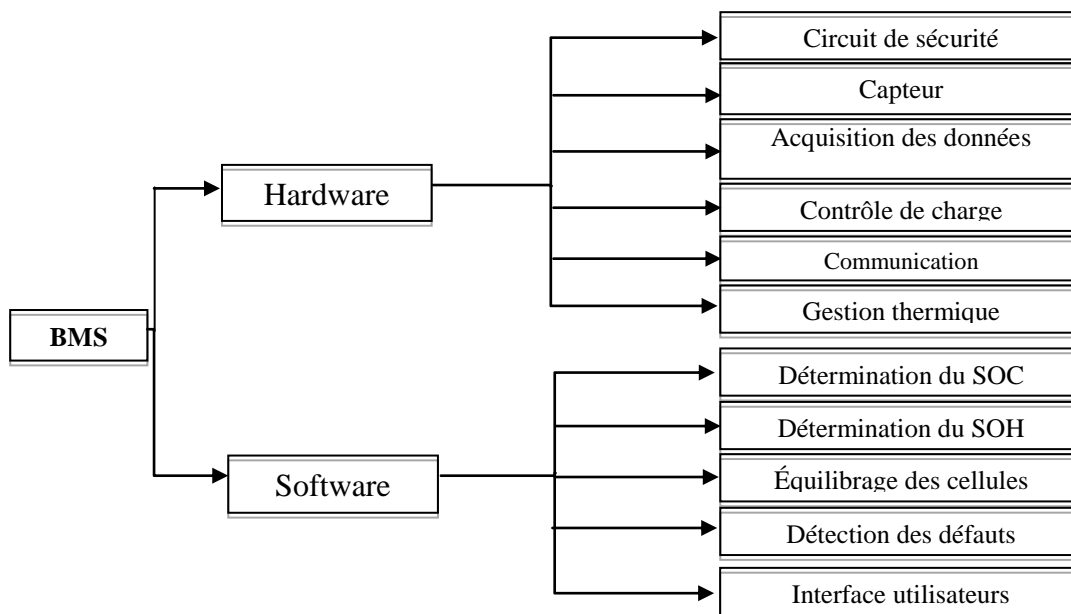 Circuit de sécurité
Capteur
Acquisition des données
Hardware
Contrôle de charge
Communication
Gestion thermique
BMS
Détermination du SOC
Détermination du SOH
Software
Équilibrage des cellules
Détection des défauts
Interface utilisateurs